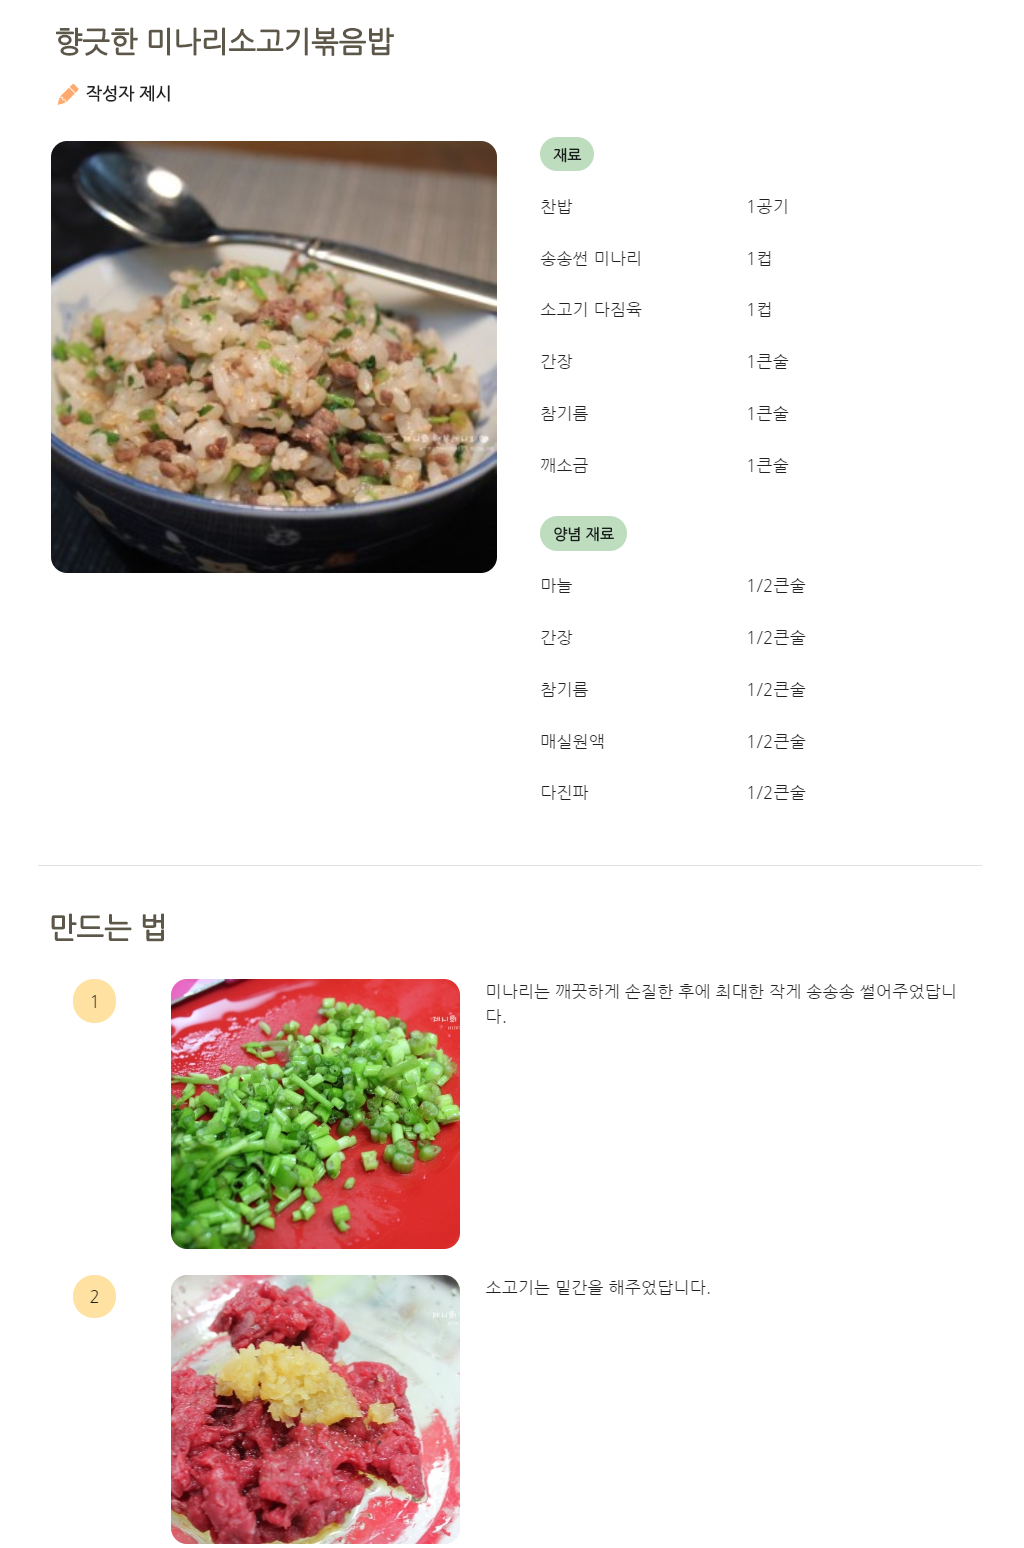 향긋한 미나리소고기볶음밥
작성자 제시
재료
찬밥 1공기
송송썬 미나리 1컵
소고기 다짐육 1컵
간장 1큰술
참기름 1큰술
깨소금 1큰술
양념 재료
마늘 1/2큰술
간장 1/2큰술
참기름 1/2큰술
매실원액 1/2큰술
다진파 1/2큰술
만드는 법
1
미나리는 깨끗하게 손질한 후에 최대한 작게 송송송 썰어주었답니
다.
2
소고기는 밑간을 해주었답니다.